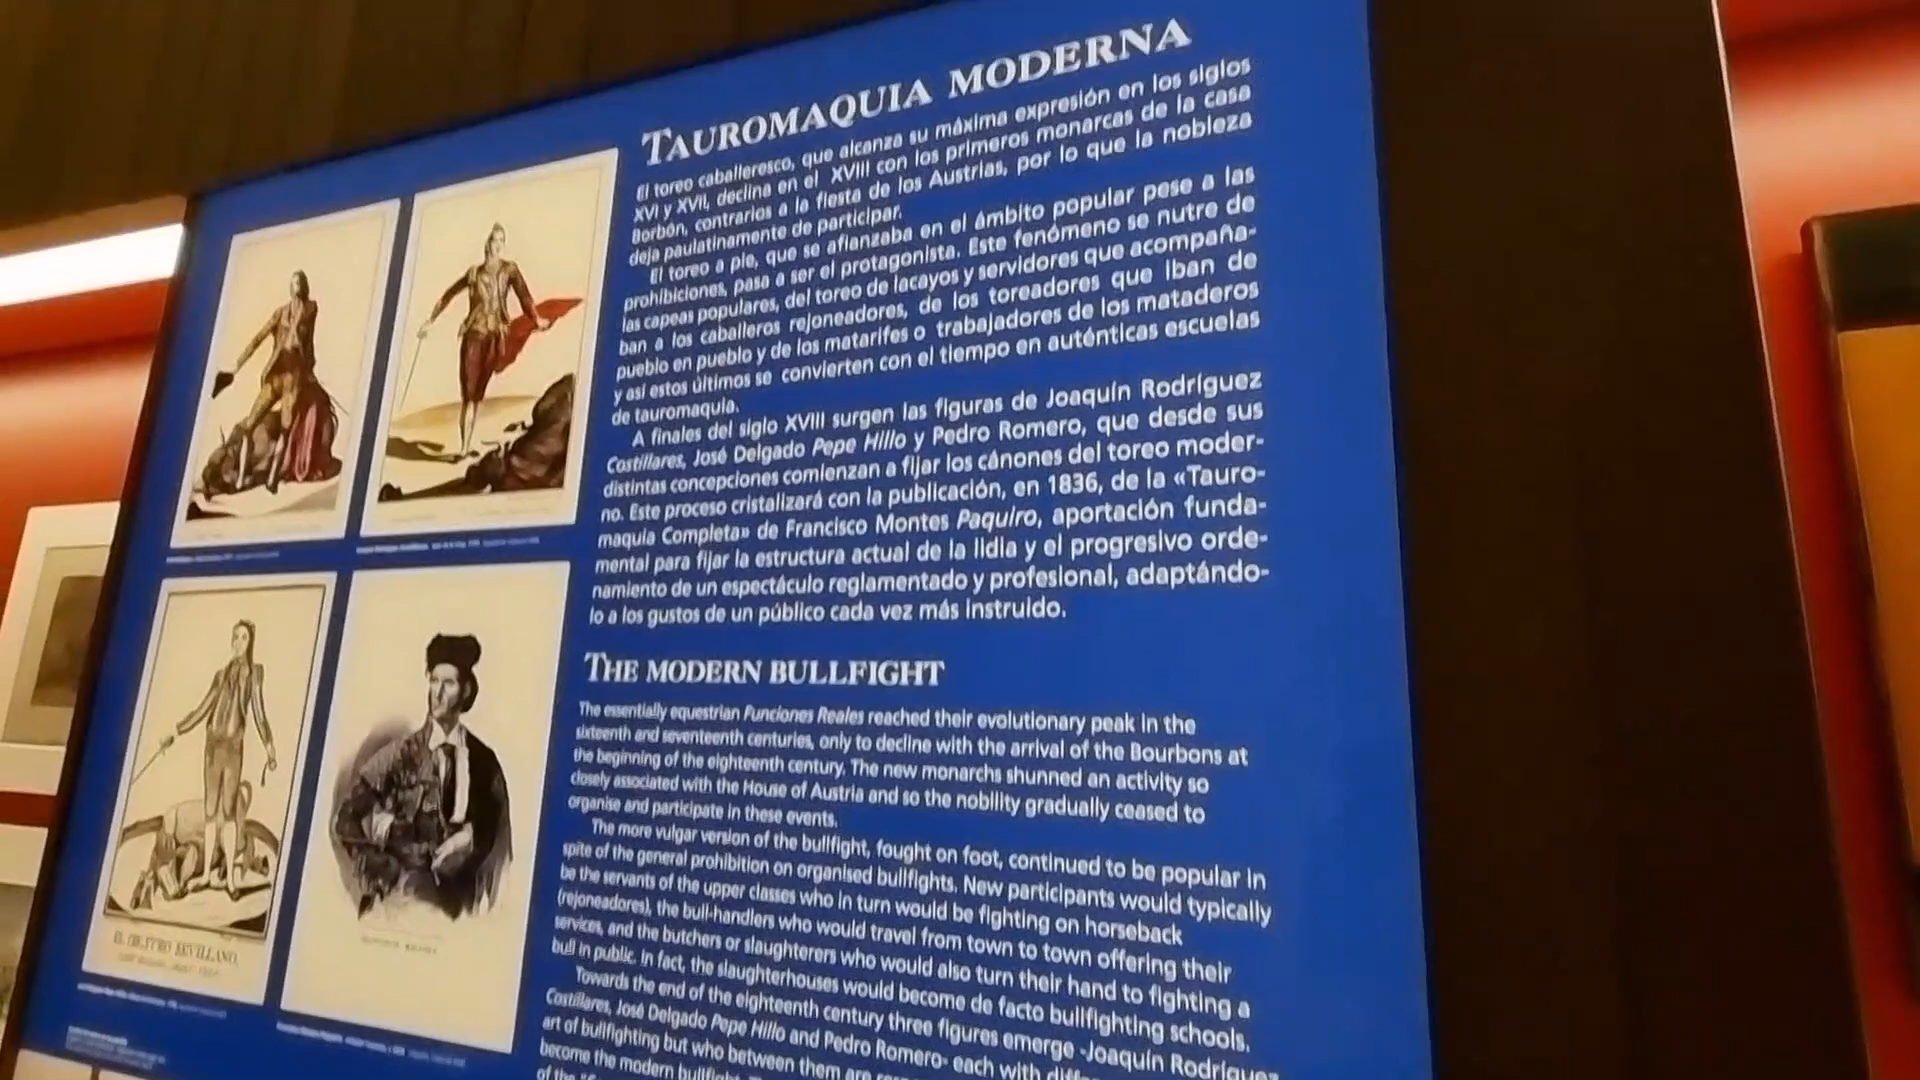 TAUROMAQUIA MODERNA
El toreo caballeresco, que alcanza su máxima expresión en los siglos
XVI y XVII, declina en el XVIII con los primeros monarcas de la casa
Borbón, contrarios a la fiesta de los Austrias, por lo que la nobleza
deja paulatinamente de participar.
El toreo a pie, que se afianzaba en el ámbito popular pese a las
prohibiciones, pasa a ser el protagonista. Este fenómeno se nutre de
las capeas populares, del toreo de lacayos y servidores que acompaña-
ban a los caballeros rejoneadores, de los toreadores que iban de
pueblo en pueblo y de los matarifes o trabajadores de los mataderos
y así estos últimos se convierten con el tiempo en auténticas escuelas
de tauromaquia.
A finales del siglo XVIII surgen las figuras de Joaquín Rodríguez
Costillares, José Delgado Pepe Hillo y Pedro Romero, que desde sus
distintas concepciones comienzan a fijar los cánones del toreo moder-
no. Este proceso cristalizará con la publicación, en 1836, de la «Tauro-
maquia Completa» de Francisco Montes Paquiro, aportación funda-
mental para fijar la estructura actual de la lidia y el progresivo orde-
namiento de un espectáculo reglamentado y profesional, adaptándo-
lo a los gustos de un público cada vez más instruido.
THE MODERN BULLFIGHT
The essentially equestrian Funciones Reales reached their evolutionary peak in the
sixteenth and seventeenth centuries, only to decline with the arrival of the Bourbons at
the beginning of the eighteenth century. The new monarchs shunned an activity so
closely associated with the House of Austria and so the nobility gradually ceased to
organise and participate in these events.
The more vulgar version of the bullfight, fought on foot, continued to be popular in
spite of the general prohibition on organised bullfights. New participants would typically
be the servants of the upper classes who in turn would be fighting on horseback
(rejoneadores), the bull-handlers who would travel from town to town offering their
services, and the butchers or slaughterers who would also turn their hand to fighting a
bull in public. In fact, the slaughterhouses would become de facto bullfighting schools.
Towards the end of the eighteenth century three figures emerge -Joaquín Rodríguez
Costillares, José Delgado Pepe Hillo and Pedro Romero- each with
art of bullfighting but who between them are
become the modern bullfight.
of the
SEVILLANO